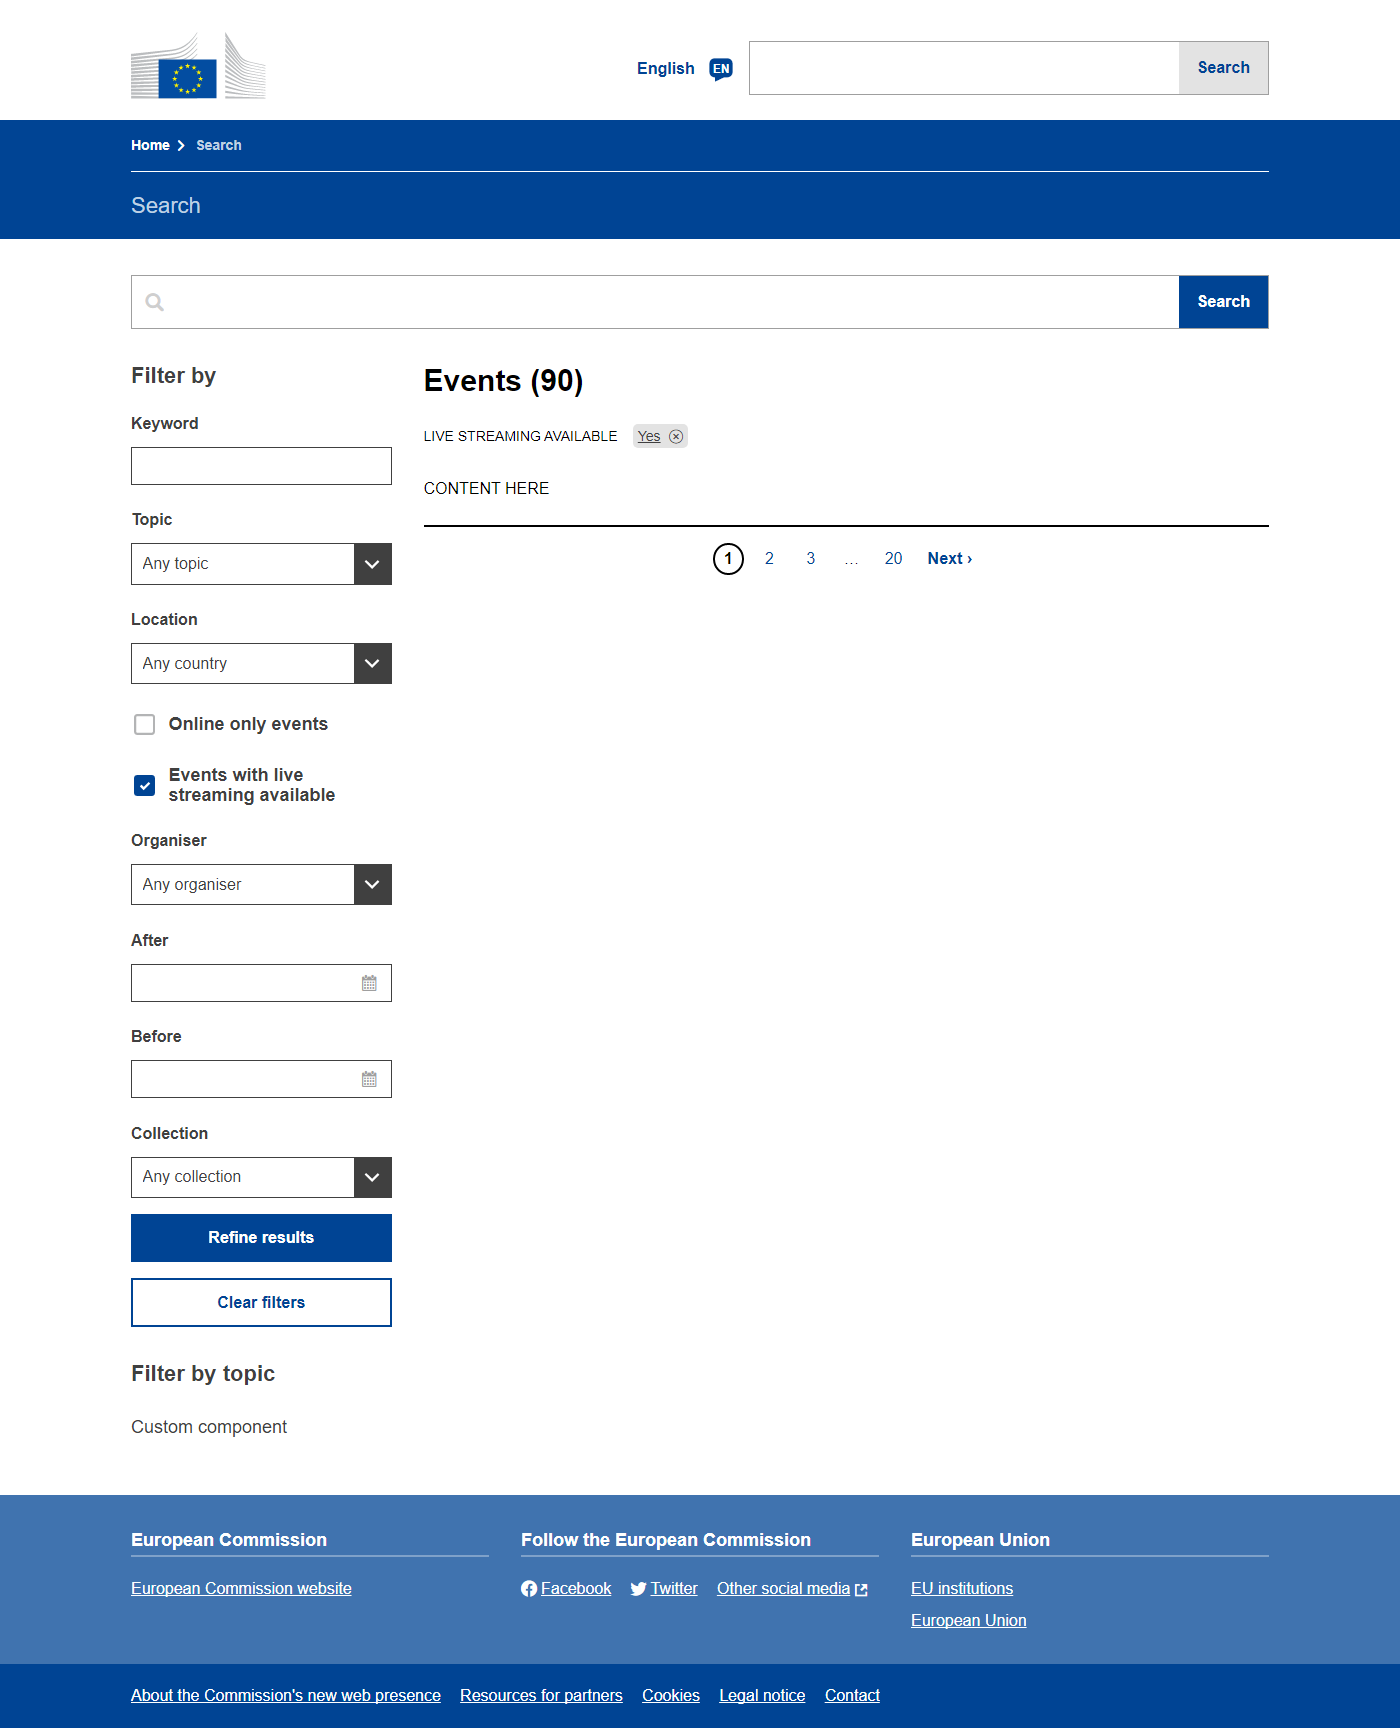 English EN Search
Home Search
Search
Search
Filter by
Keyword
Topic
Any topic
Location
Any country
Online only events
Events with live
streaming available
Organiser
Any organiser
After
Before
Collection
Any collection
Refine results
Clear filters
Filter by topic
Custom component
Events (90)
LIVE STREAMING AVAILABLE Yes
CONTENT HERE
1 2 3 ... 20 Next ›
European Commission
European Commission website
Follow the European Commission
Facebook Twitter Other social media
European Union
EU institutions
European Union
About the Commission's new web presence Resources for partners Cookies Legal notice Contact